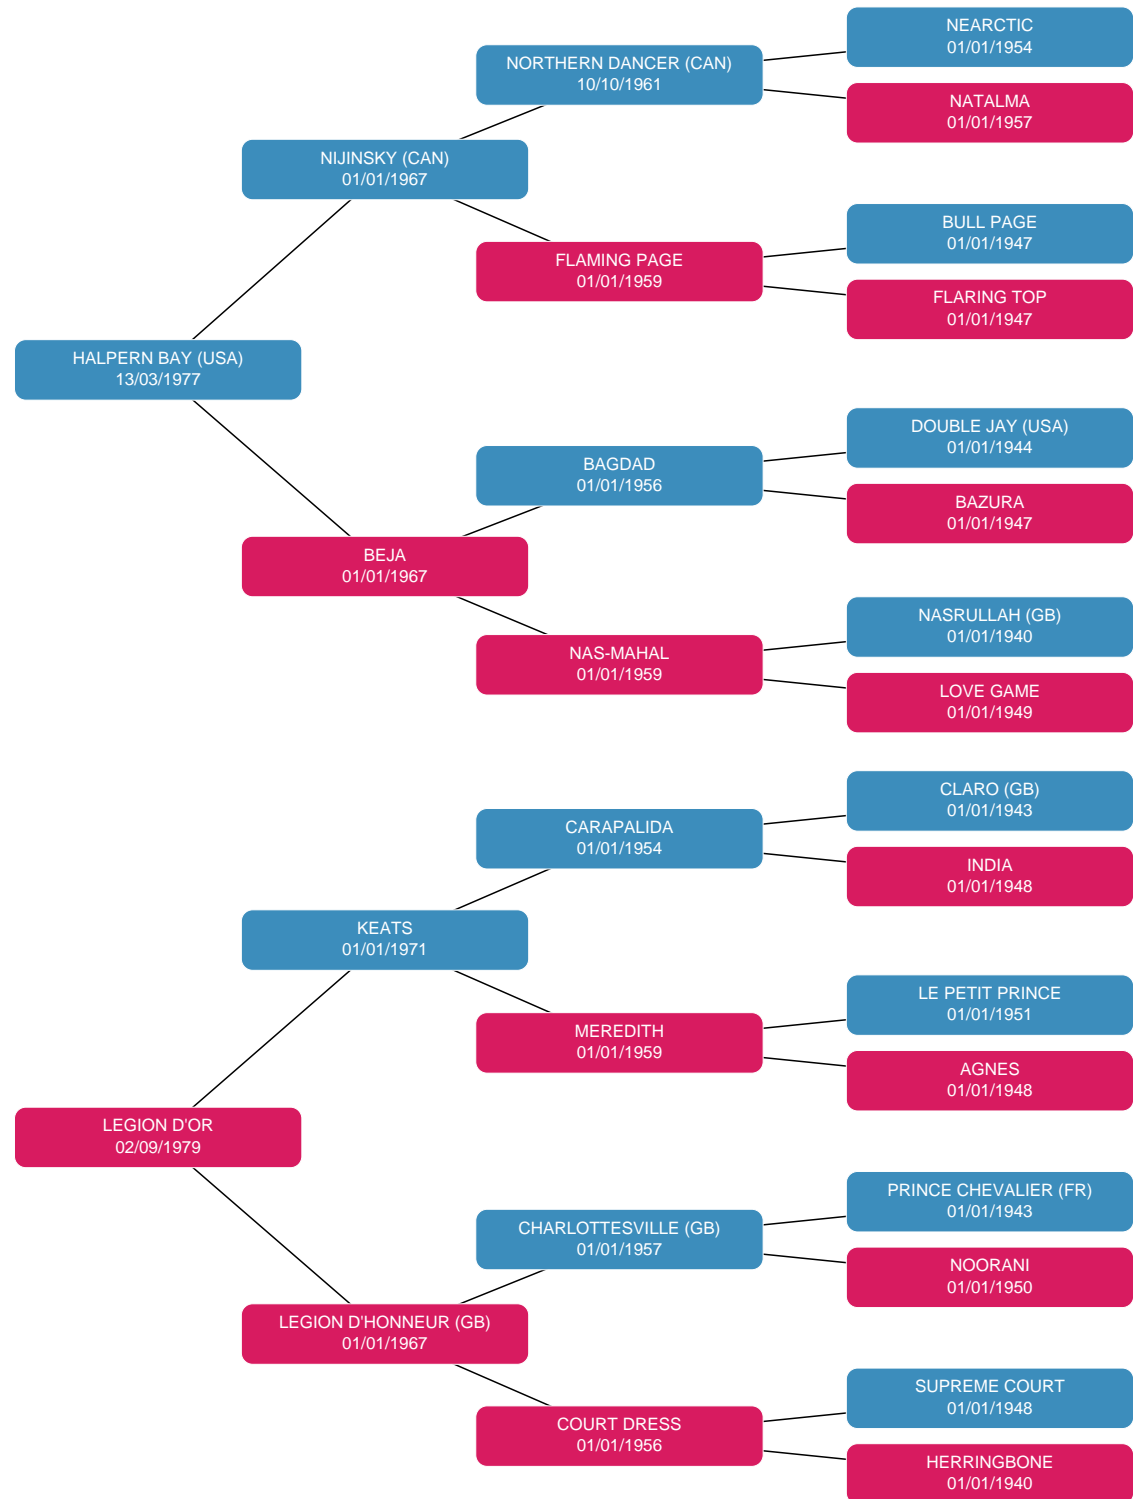 NEARCTIC
01/01/1954
NORTHERN DANCER (CAN)
10/10/1961
NATALMA
01/01/1957
NIJINSKY (CAN)
01/01/1967
BULL PAGE
01/01/1947
FLAMING PAGE
01/01/1959
FLARING TOP
01/01/1947
HALPERN BAY (USA)
13/03/1977
DOUBLE JAY (USA)
01/01/1944
BAGDAD
01/01/1956
BAZURA
01/01/1947
BEJA
01/01/1967
NASRULLAH (GB)
01/01/1940
NAS-MAHAL
01/01/1959
LOVE GAME
01/01/1949
CLARO (GB)
01/01/1943
CARAPALIDA
01/01/1954
INDIA
01/01/1948
KEATS
01/01/1971
LE PETIT PRINCE
01/01/1951
MEREDITH
01/01/1959
AGNES
01/01/1948
LEGION D'OR
02/09/1979
PRINCE CHEVALIER (FR)
01/01/1943
CHARLOTTESVILLE (GB)
01/01/1957
NOORANI
01/01/1950
LEGION D'HONNEUR (GB)
01/01/1967
SUPREME COURT
01/01/1948
COURT DRESS
01/01/1956
HERRINGBONE
01/01/1940